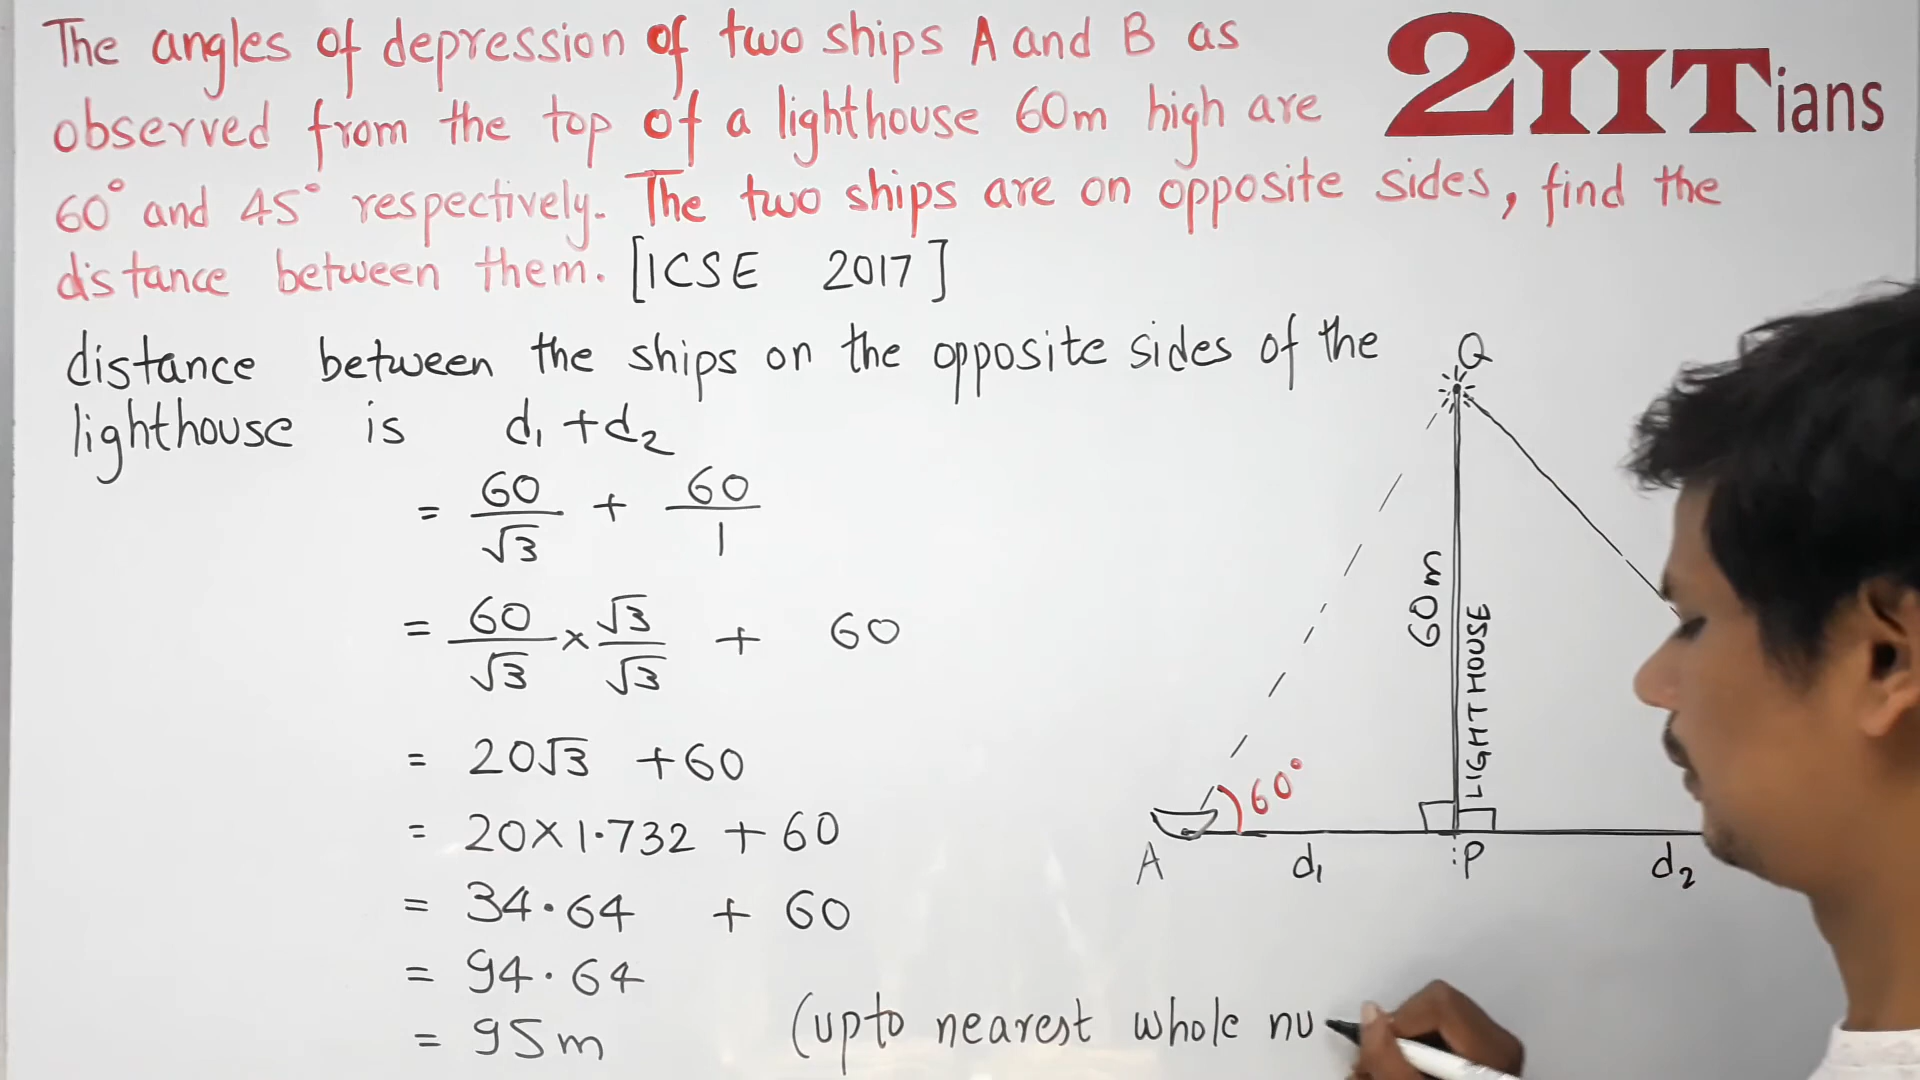 The angles of depression of two ships A and B as
observed from the top of a lighthouse 60m high are
60° and 45° respectively. The two ships are on opposite sides, find the
distance between them. [ICSE 2017]
2IITians
distance between the ships on the opposite sides of the
lighthouse is d₁ + d₂
= 60/√3 + 60/1
= 60/√3 × √3/√3 + 60
= 20√3 + 60
= 20×1.732 + 60
= 34.64 + 60
= 94.64
= 95m (upto nearest whole nu
Q
60m
LIGHTHOUSE
60°
A d₁ P d₂